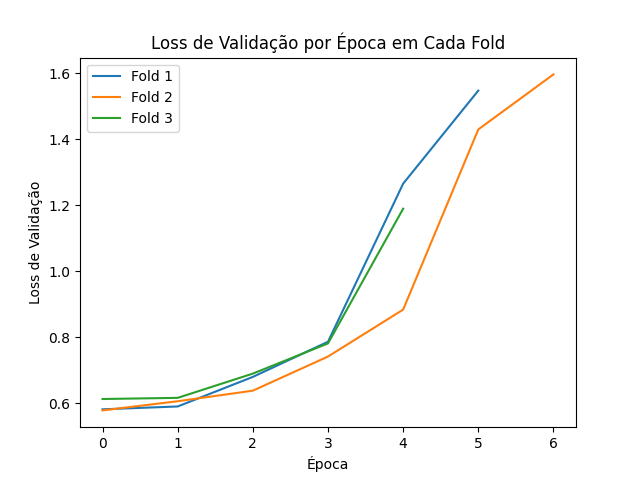 Loss de Validação por Época em Cada Fold
Fold 1
Fold 2
Fold 3
Loss de Validação
1.6
1.4
1.2
1.0
0.8
0.6
0 1 2 3 4 5 6
Época